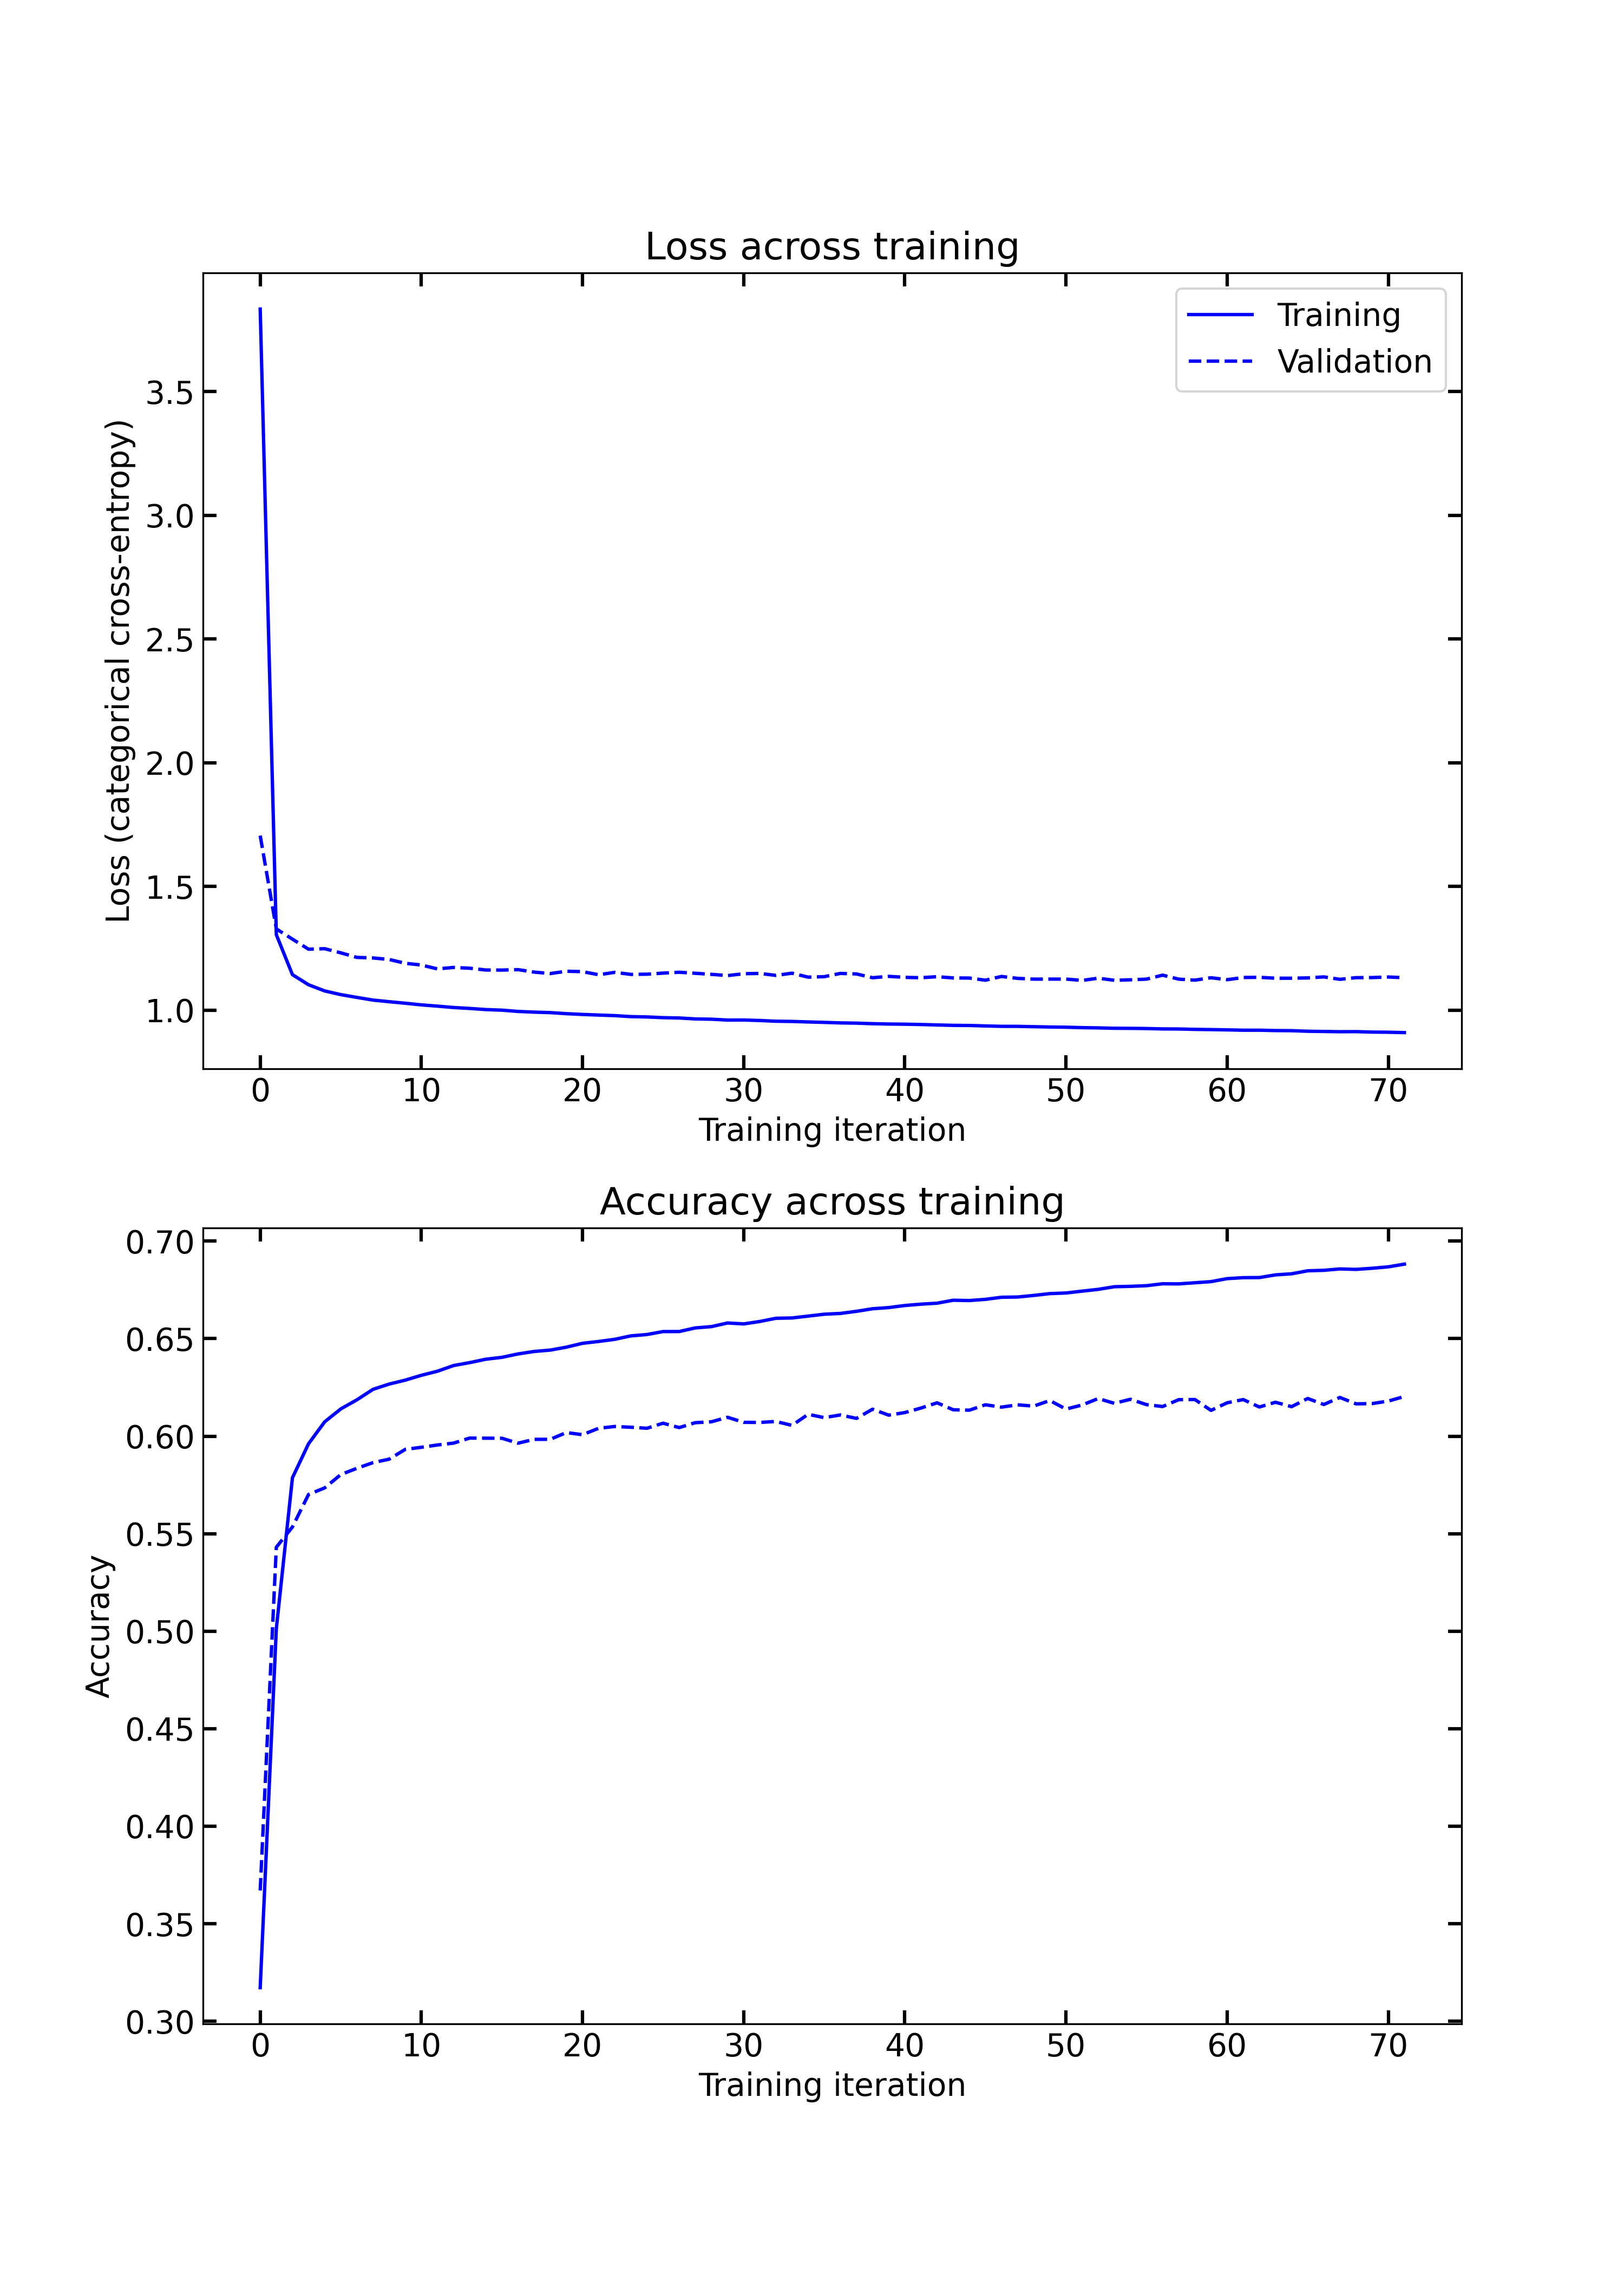 Loss across training
Training
Validation
3.5
3.0
2.5
2.0
1.5
1.0
Loss (categorical cross-entropy)
0 10 20 30 40 50 60 70
Training iteration
Accuracy across training
0.70
0.65
0.60
0.55
0.50
0.45
0.40
0.35
0.30
Accuracy
0 10 20 30 40 50 60 70
Training iteration